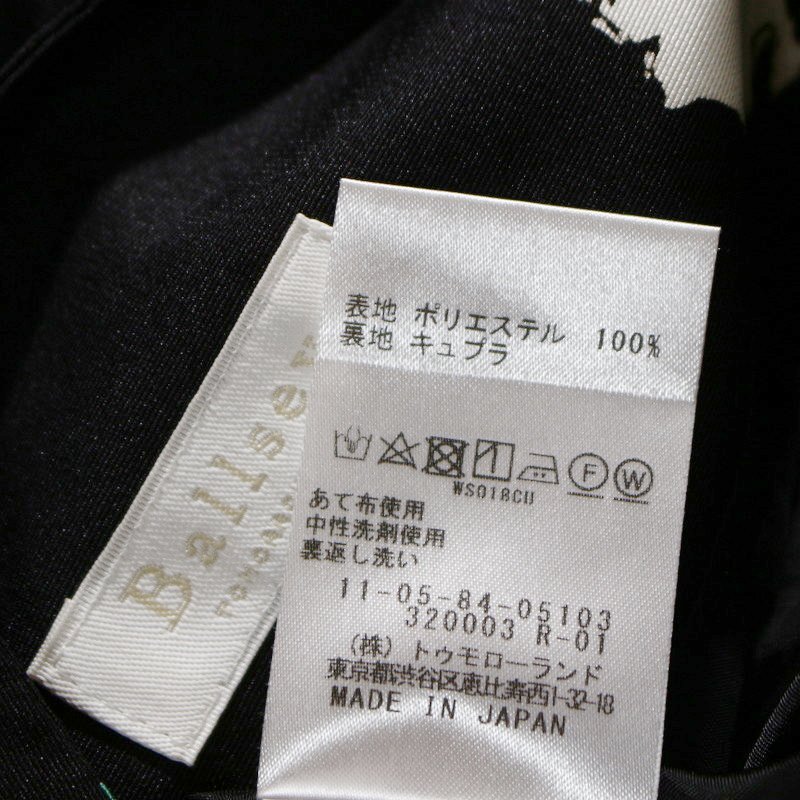 表地 ポリエステル 100%
裏地 キュプラ
F W
WS018CU
あて布使用
中性洗剤使用
裏返し洗い
11-05-84-05103
320003 R-01
(株) トゥモローランド
東京都渋谷区恵比寿西1-32-18
MADE IN JAPAN
Ballsey